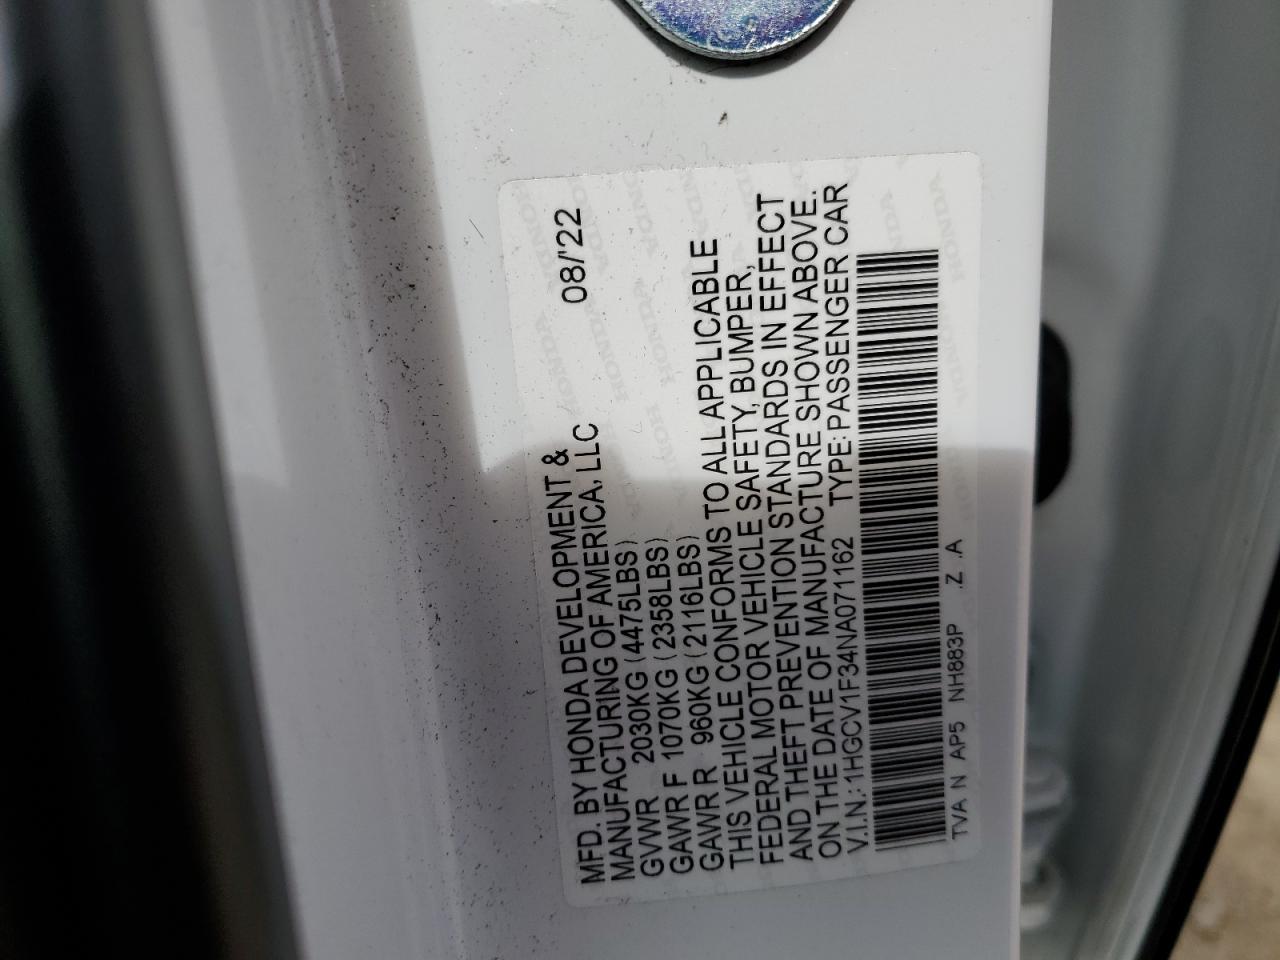 MFD. BY HONDA DEVELOPMENT &
MANUFACTURING OF AMERICA, LLC 08/'22
GVWR 2030KG (4475LBS)
GAWR F 1070KG (2358LBS)
GAWR R 960KG (2116LBS)
THIS VEHICLE CONFORMS TO ALL APPLICABLE
FEDERAL MOTOR VEHICLE SAFETY, BUMPER,
AND THEFT PREVENTION STANDARDS IN EFFECT
ON THE DATE OF MANUFACTURE SHOWN ABOVE.
V.I.N.: 1HGCV1F34NA071162 TYPE: PASSENGER CAR
TVA N AP5 NH883P .Z .A
HONDA